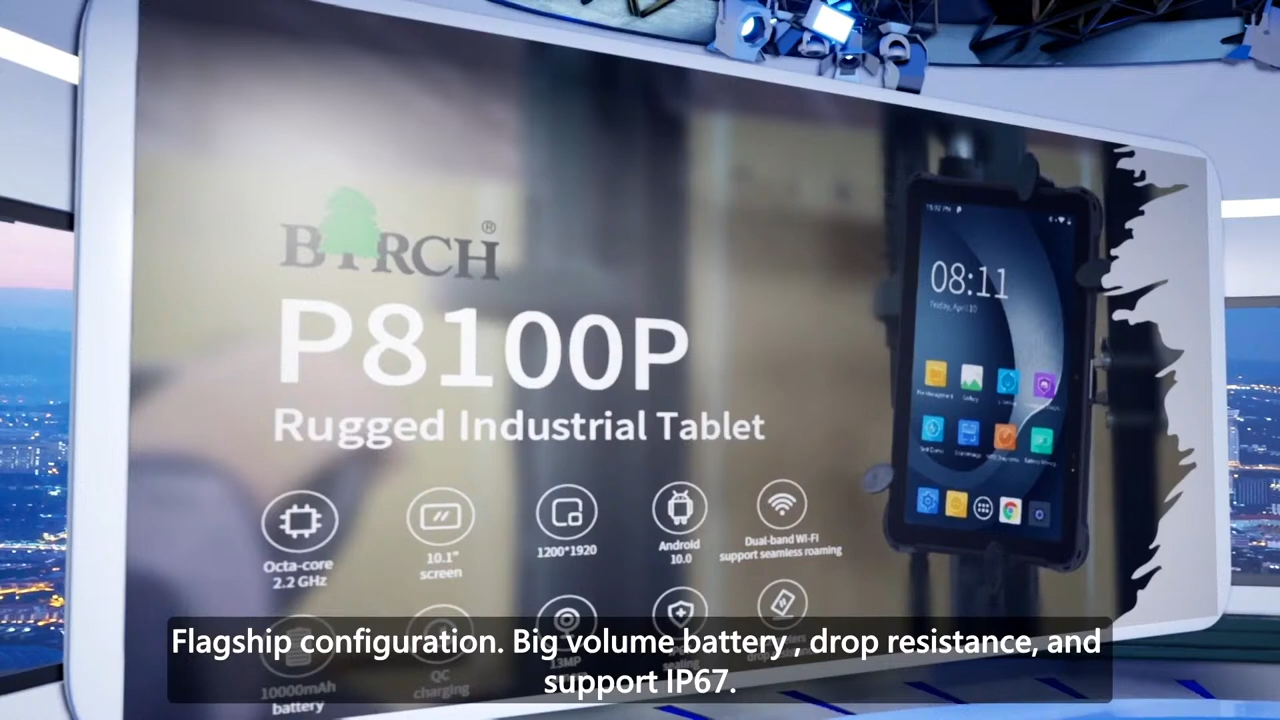 BIRCH®
P8100P
Rugged Industrial Tablet
Octa-core
2.2 GHz
10.1"
screen
1200*1920
Android
10.0
Dual-band Wi-Fi
support seamless roaming
08:11
10000mAh
battery
QC
charging
13MP
sealing
Flagship configuration. Big volume battery , drop resistance, and
support IP67.